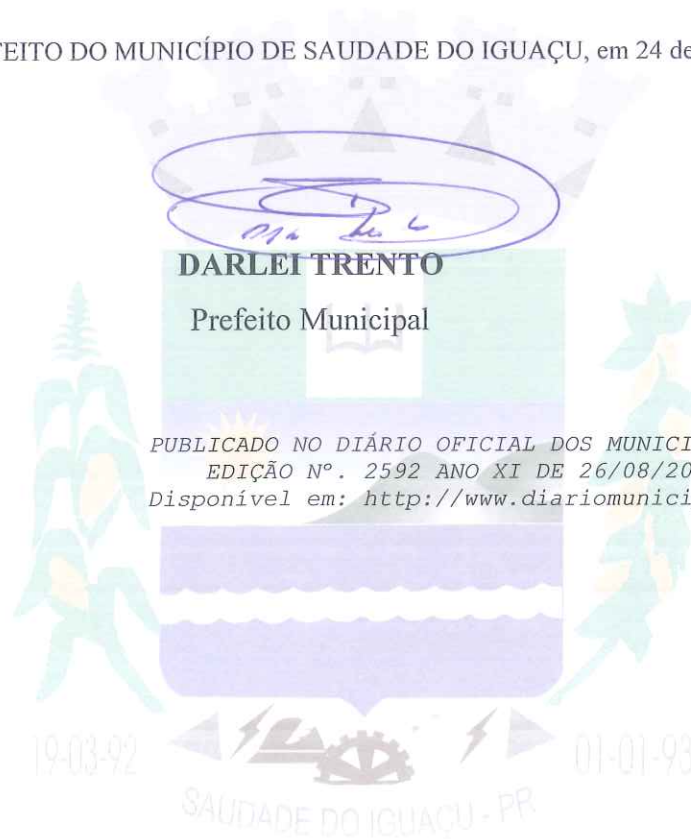 FEITO DO MUNICÍPIO DE SAUDADE DO IGUAÇU, em 24 de
DARLEI TRENTO
Prefeito Municipal
PUBLICADO NO DIÁRIO OFICIAL DOS MUNICI
EDIÇÃO Nº. 2592 ANO XI DE 26/08/20
Disponível em: http://www.diariomunici
19-03-92
01-01-93
SAUDADE DO IGUAÇU - PR